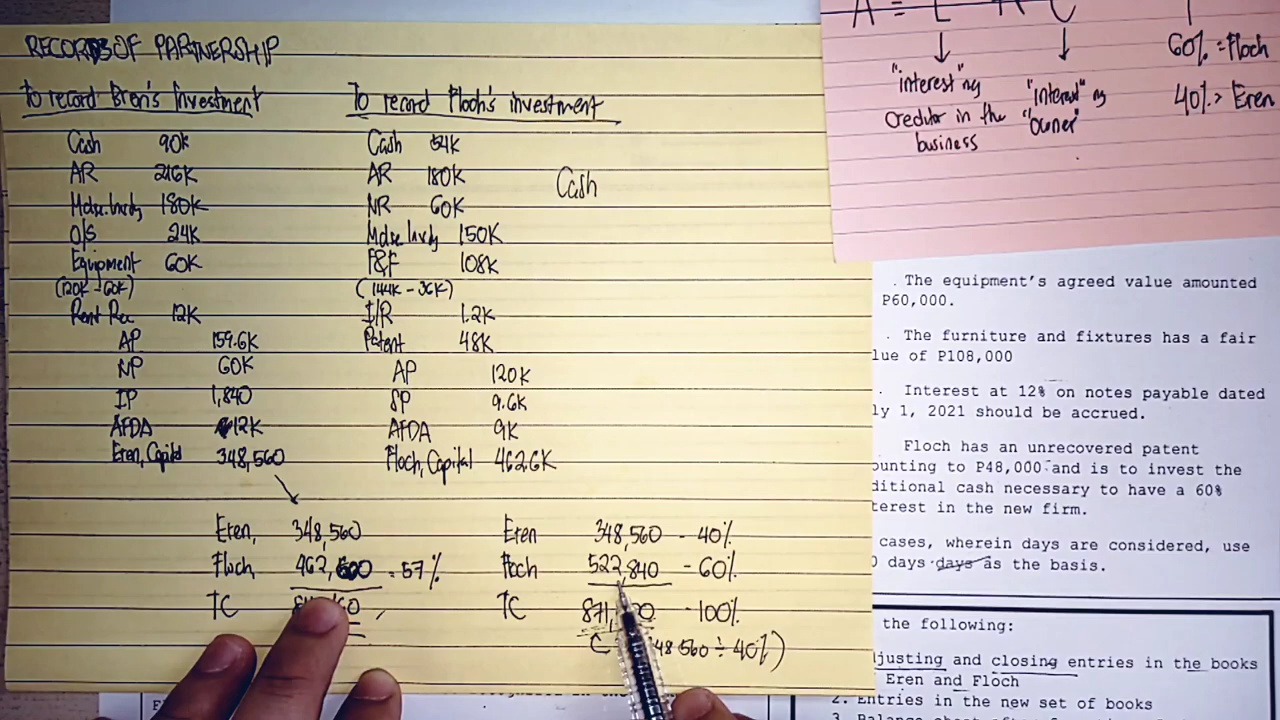 RECORDS OF PARTNERSHIP
To record Eren's Investment
Cash 90K
AR 216K
Mdse. Invty 180K
O/S 24K
Equipment 60K
(120K - 60K)
Rent Rec 12K
AP 159.6K
NP 60K
IP 1,840
AFDA 12K
Eren, Capital 348,560
To record Floch's investment
Cash 54K
AR 180K
NR 60K
Mdse Invty 150K
F&F 108K
(144K - 36K)
I/R 1.2K
Patent 48K
AP 120K
SP 9.6K
AFDA 9K
Floch, Capital 462.6K
Cash
Eren, 348,560
Floch, 462,600 = 57%
TC
Eren 348,560 - 40%
Floch 522,840 - 60%
TC 871, - 100%
( 48,560 ÷ 40%)
A = L + C
"interest" ng
creditor in the
business
"interest" ng
"owner"
60% = Floch
40% = Eren
. The equipment's agreed value amounted
P60,000.
. The furniture and fixtures has a fair
lue of P108,000
. Interest at 12% on notes payable dated
ly 1, 2021 should be accrued.
Floch has an unrecovered patent
ounting to P48,000 and is to invest the
ditional cash necessary to have a 60%
terest in the new firm.
cases, wherein days are considered, use
0 days days as the basis.
the following:
djusting and closing entries in the books
Eren and Floch
2. Entries in the new set of books